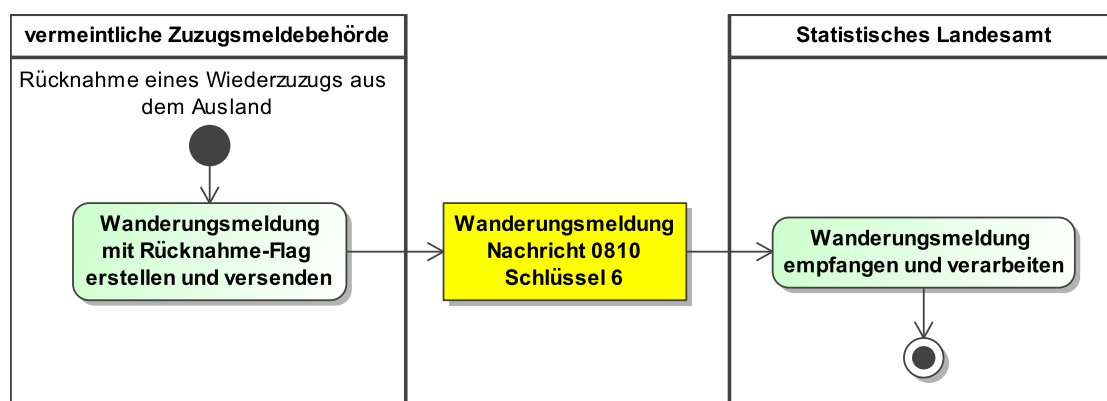 vermeintliche Zuzugsmeldebehörde
Statistisches Landesamt
Rücknahme eines Wiederzuzugs aus
dem Ausland
Wanderungsmeldung
mit Rücknahme-Flag
erstellen und versenden
Wanderungsmeldung
Nachricht 0810
Schlüssel 6
Wanderungsmeldung
empfangen und verarbeiten